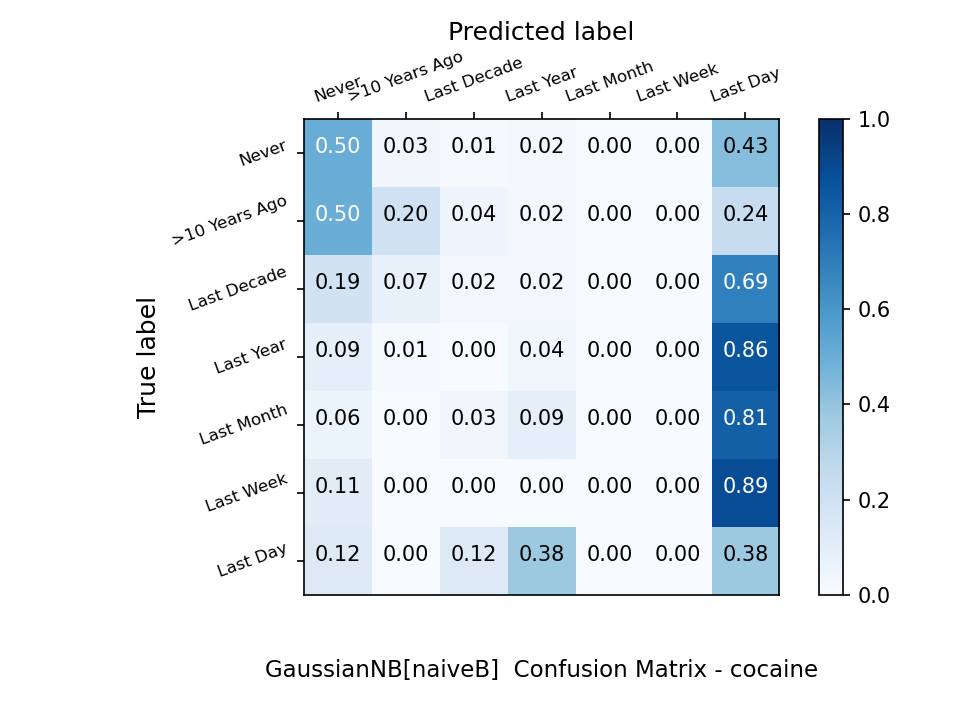 Predicted label
Never >10 Years Ago Last Decade Last Year Last Month Last Week Last Day
True label
Never 0.50 0.03 0.01 0.02 0.00 0.00 0.43
>10 Years Ago 0.50 0.20 0.04 0.02 0.00 0.00 0.24
Last Decade 0.19 0.07 0.02 0.02 0.00 0.00 0.69
Last Year 0.09 0.01 0.00 0.04 0.00 0.00 0.86
Last Month 0.06 0.00 0.03 0.09 0.00 0.00 0.81
Last Week 0.11 0.00 0.00 0.00 0.00 0.00 0.89
Last Day 0.12 0.00 0.12 0.38 0.00 0.00 0.38
1.0
0.8
0.6
0.4
0.2
0.0
GaussianNB[naiveB]  Confusion Matrix - cocaine